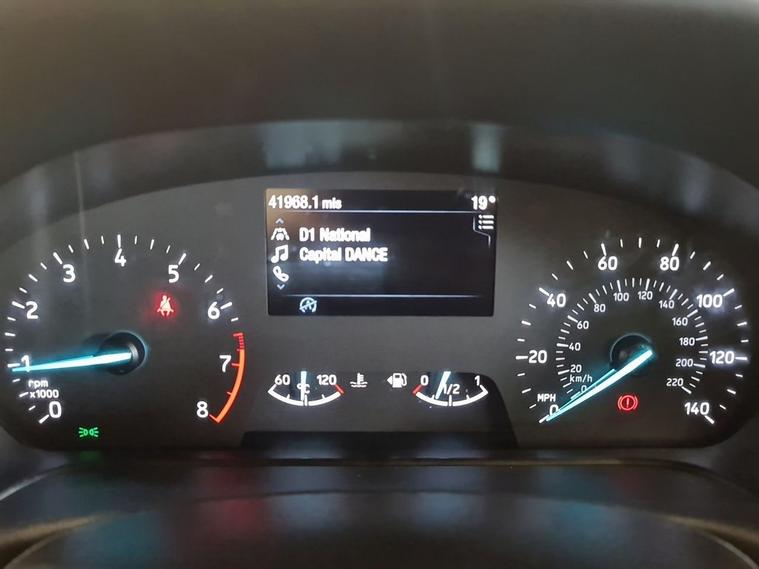 41968.1 mls 19°
D1 National
Capital DANCE
0 1 2 3 4 5 6 7 8
rpm
x1000
60 °C 120
0 1/2 1
0 20 40 60 80 100 120 140
MPH
0 20 40 60 80 100 120 140 160 180 200 220
km/h